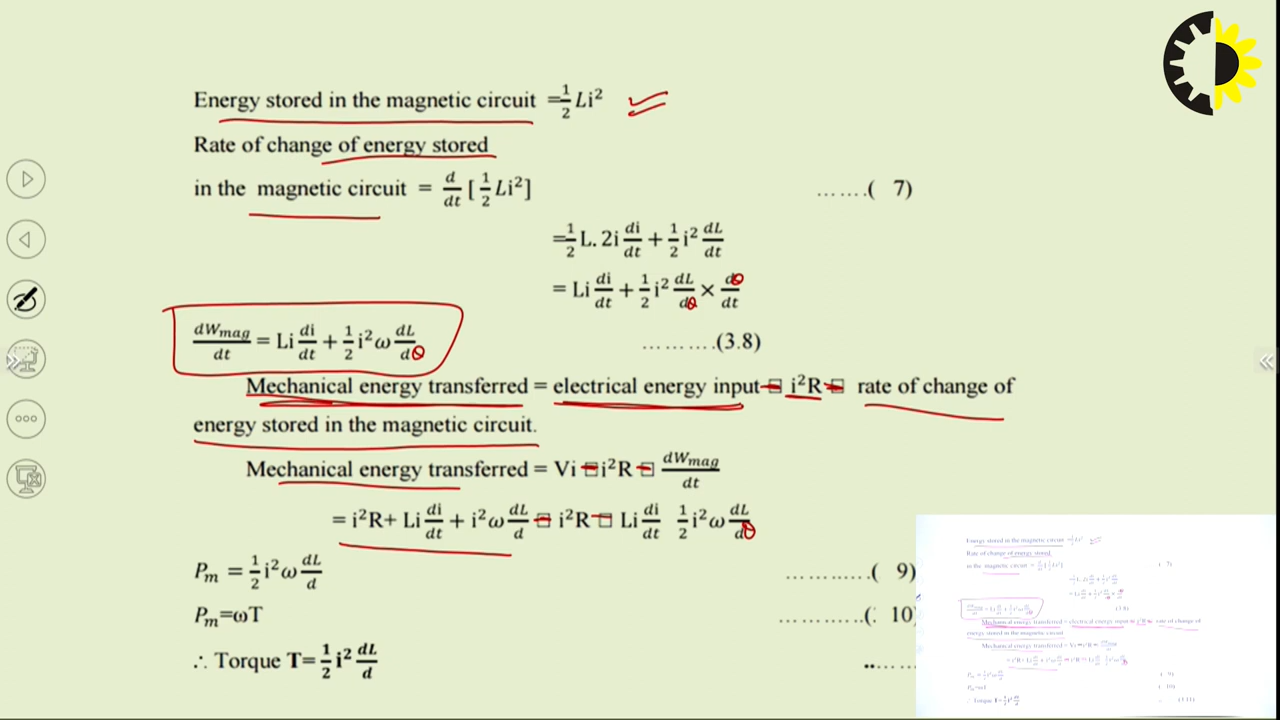 Energy stored in the magnetic circuit = ½ Li²
Rate of change of energy stored
in the magnetic circuit = d/dt [½ Li²] …….( 7)
= ½ L. 2i di/dt + ½ i² dL/dt
= Li di/dt + ½ i² dL/dθ × dθ/dt
dWmag/dt = Li di/dt + ½ i²ω dL/dθ ……….(3.8)
Mechanical energy transferred = electrical energy input – i²R – rate of change of
energy stored in the magnetic circuit.
Mechanical energy transferred = Vi – i²R – dWmag/dt
= i²R+ Li di/dt + i²ω dL/d – i²R – Li di/dt ½ i²ω dL/dθ
Pm = ½ i²ω dL/d …………( 9)
Pm=ωT ………….(: 10)
∴ Torque T= ½ i² dL/d ..….